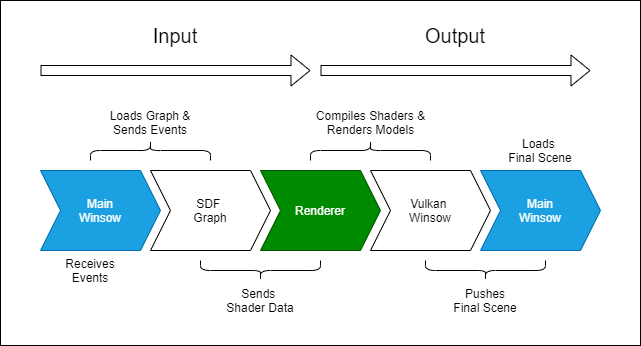 Input
Output
Loads Graph &
Sends Events
Compiles Shaders &
Renders Models
Loads
Final Scene
Main
Winsow
SDF
Graph
Renderer
Vulkan
Winsow
Main
Winsow
Receives
Events
Sends
Shader Data
Pushes
Final Scene